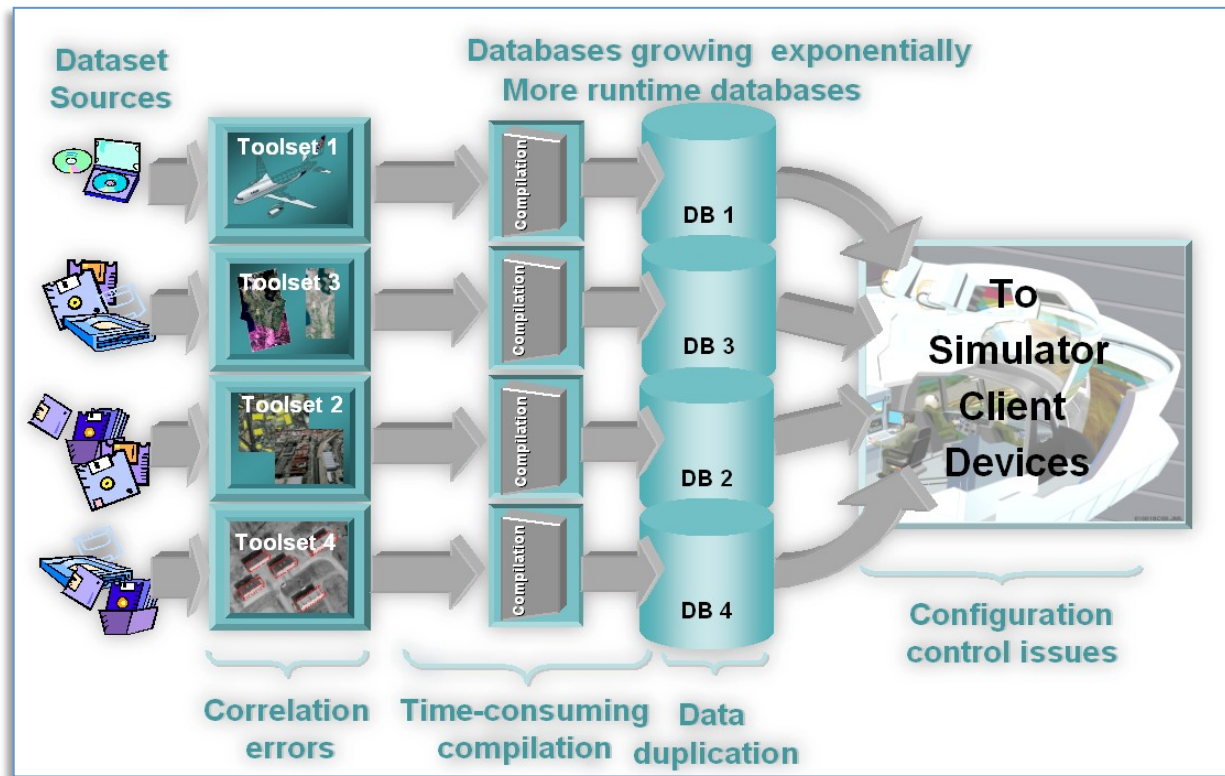 Databases growing exponentially
More runtime databases
Dataset
Sources
Toolset 1
Compilation
DB 1
Toolset 3
Compilation
DB 3
Toolset 2
Compilation
DB 2
Toolset 4
Compilation
DB 4
To
Simulator
Client
Devices
Correlation
errors
Time-consuming
compilation
Data
duplication
Configuration
control issues